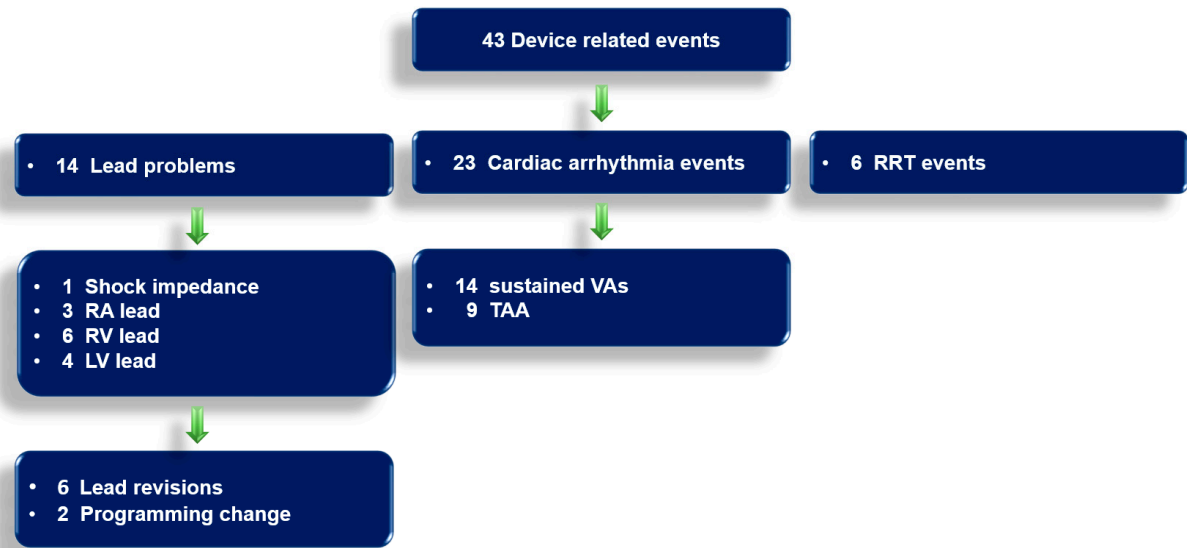 43 Device related events
• 14 Lead problems
• 23 Cardiac arrhythmia events
• 6 RRT events
• 1 Shock impedance
• 3 RA lead
• 6 RV lead
• 4 LV lead
• 14 sustained VAs
• 9 TAA
• 6 Lead revisions
• 2 Programming change